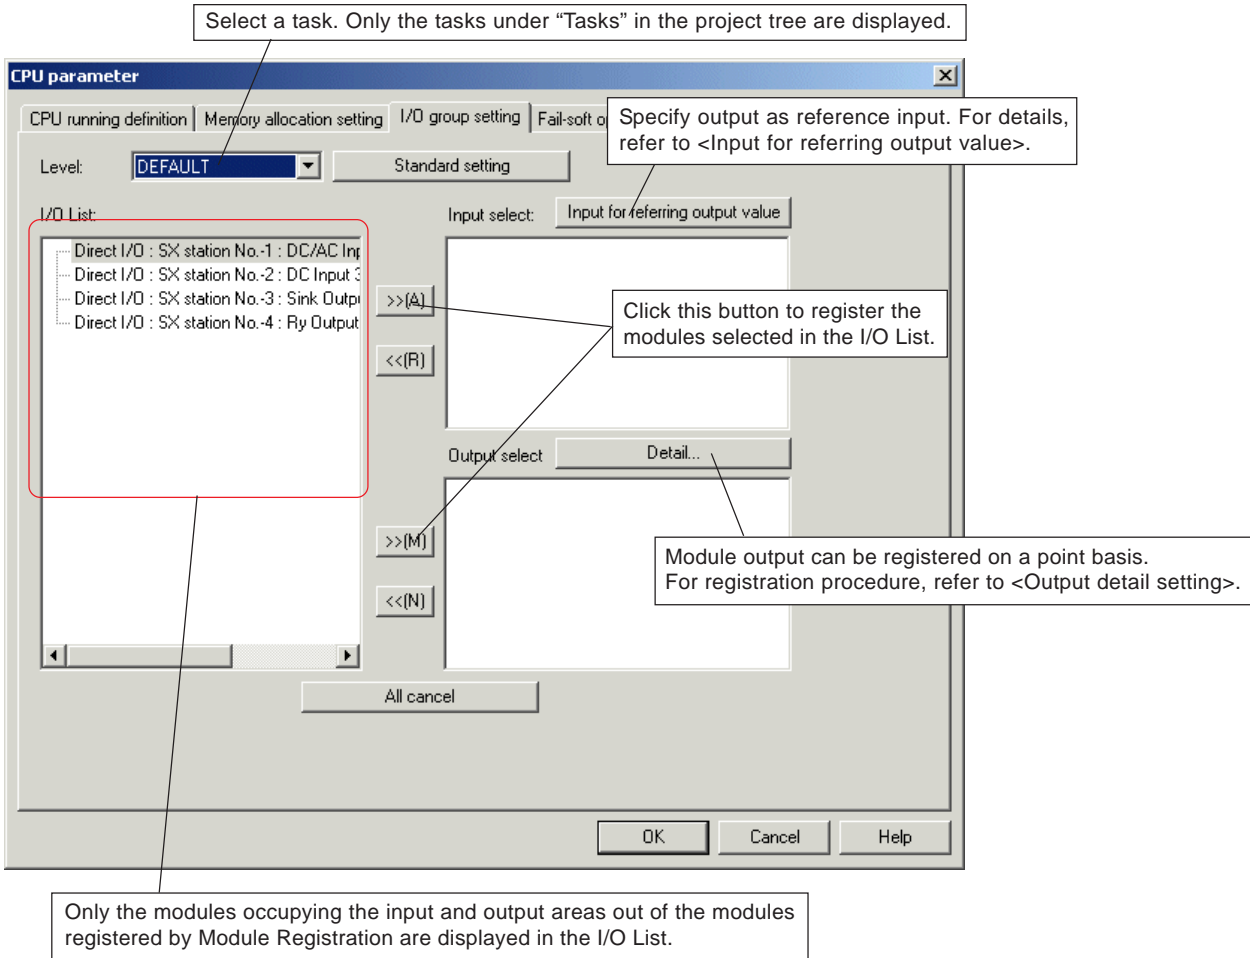 Select a task. Only the tasks under “Tasks” in the project tree are displayed.
CPU parameter
CPU running definition
Memory allocation setting
I/O group setting
Fail-soft o
Specify output as reference input. For details,
refer to <Input for referring output value>.
Level:
DEFAULT
Standard setting
I/O List:
Input select:
Input for referring output value
Direct I/O : SX station No.-1 : DC/AC Inp
Direct I/O : SX station No.-2 : DC Input 3
Direct I/O : SX station No.-3 : Sink Outp
Direct I/O : SX station No.-4 : Ry Output
>>(A)
<<(R)
Click this button to register the
modules selected in the I/O List.
Output select
Detail...
>>(M)
<<(N)
Module output can be registered on a point basis.
For registration procedure, refer to <Output detail setting>.
All cancel
OK
Cancel
Help
Only the modules occupying the input and output areas out of the modules
registered by Module Registration are displayed in the I/O List.